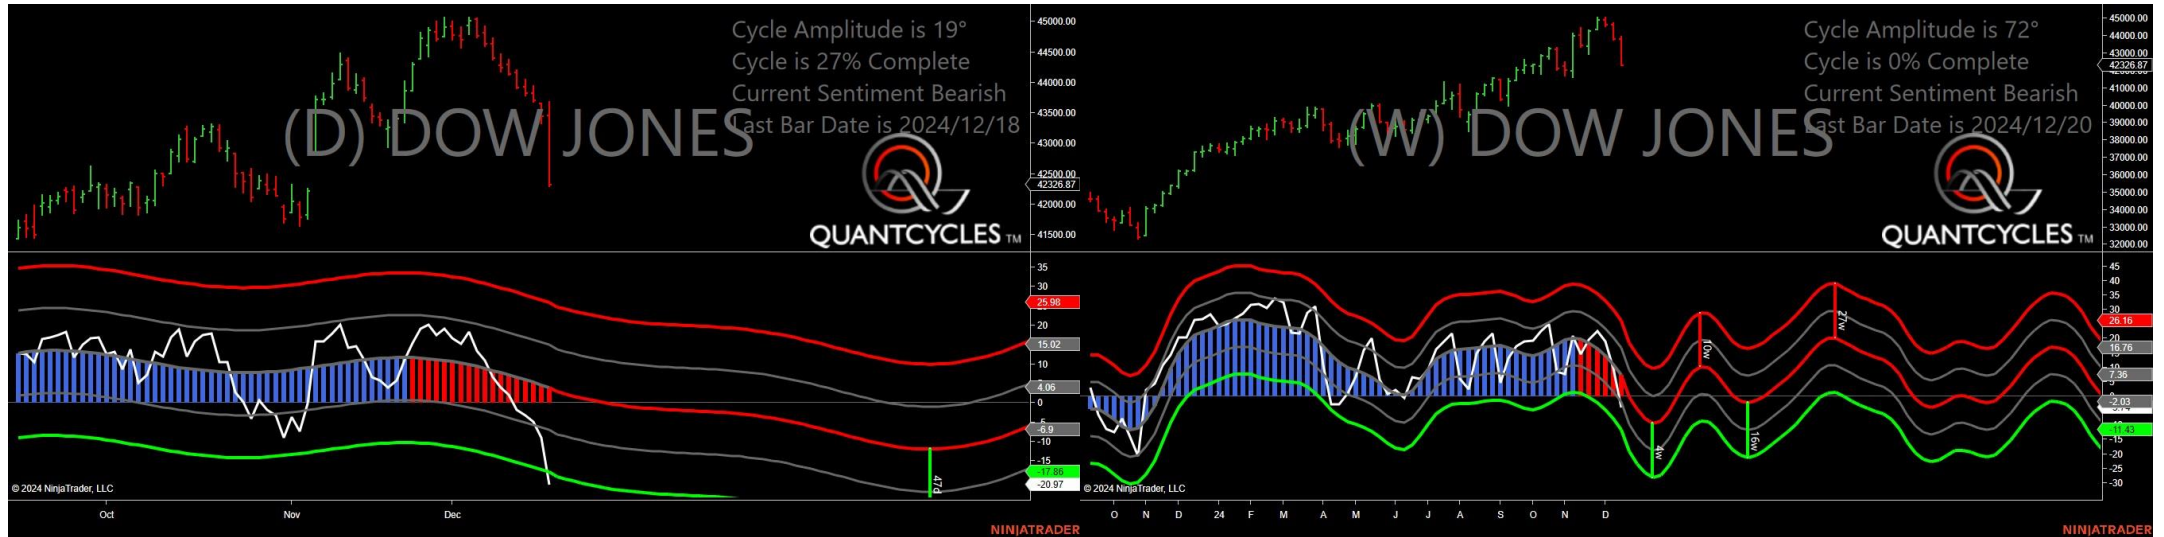 Cycle Amplitude is 19°
Cycle is 27% Complete
Current Sentiment Bearish
Last Bar Date is 2024/12/18
(D) DOW JONES
QUANTCYCLES TM
45000.00
44500.00
44000.00
43500.00
43000.00
42500.00
42326.87
42000.00
41500.00
35
30
25.98
20
15.02
10
4.06
0
-6.9
-10
-15
-17.86
-20.97
47d
© 2024 NinjaTrader, LLC
Oct Nov Dec
NINJATRADER
Cycle Amplitude is 72°
Cycle is 0% Complete
Current Sentiment Bearish
Last Bar Date is 2024/12/20
(W) DOW JONES
QUANTCYCLES TM
45000.00
44000.00
43000.00
42326.87
41000.00
40000.00
39000.00
38000.00
37000.00
36000.00
35000.00
34000.00
33000.00
32000.00
45
40
35
30
26.16
20
16.76
10
7.36
0
-2.03
-11.43
-15
-20
-25
-30
4w
10w
16w
27w
© 2024 NinjaTrader, LLC
O N D 24 F M A M J J A S O N D
NINJATRADER